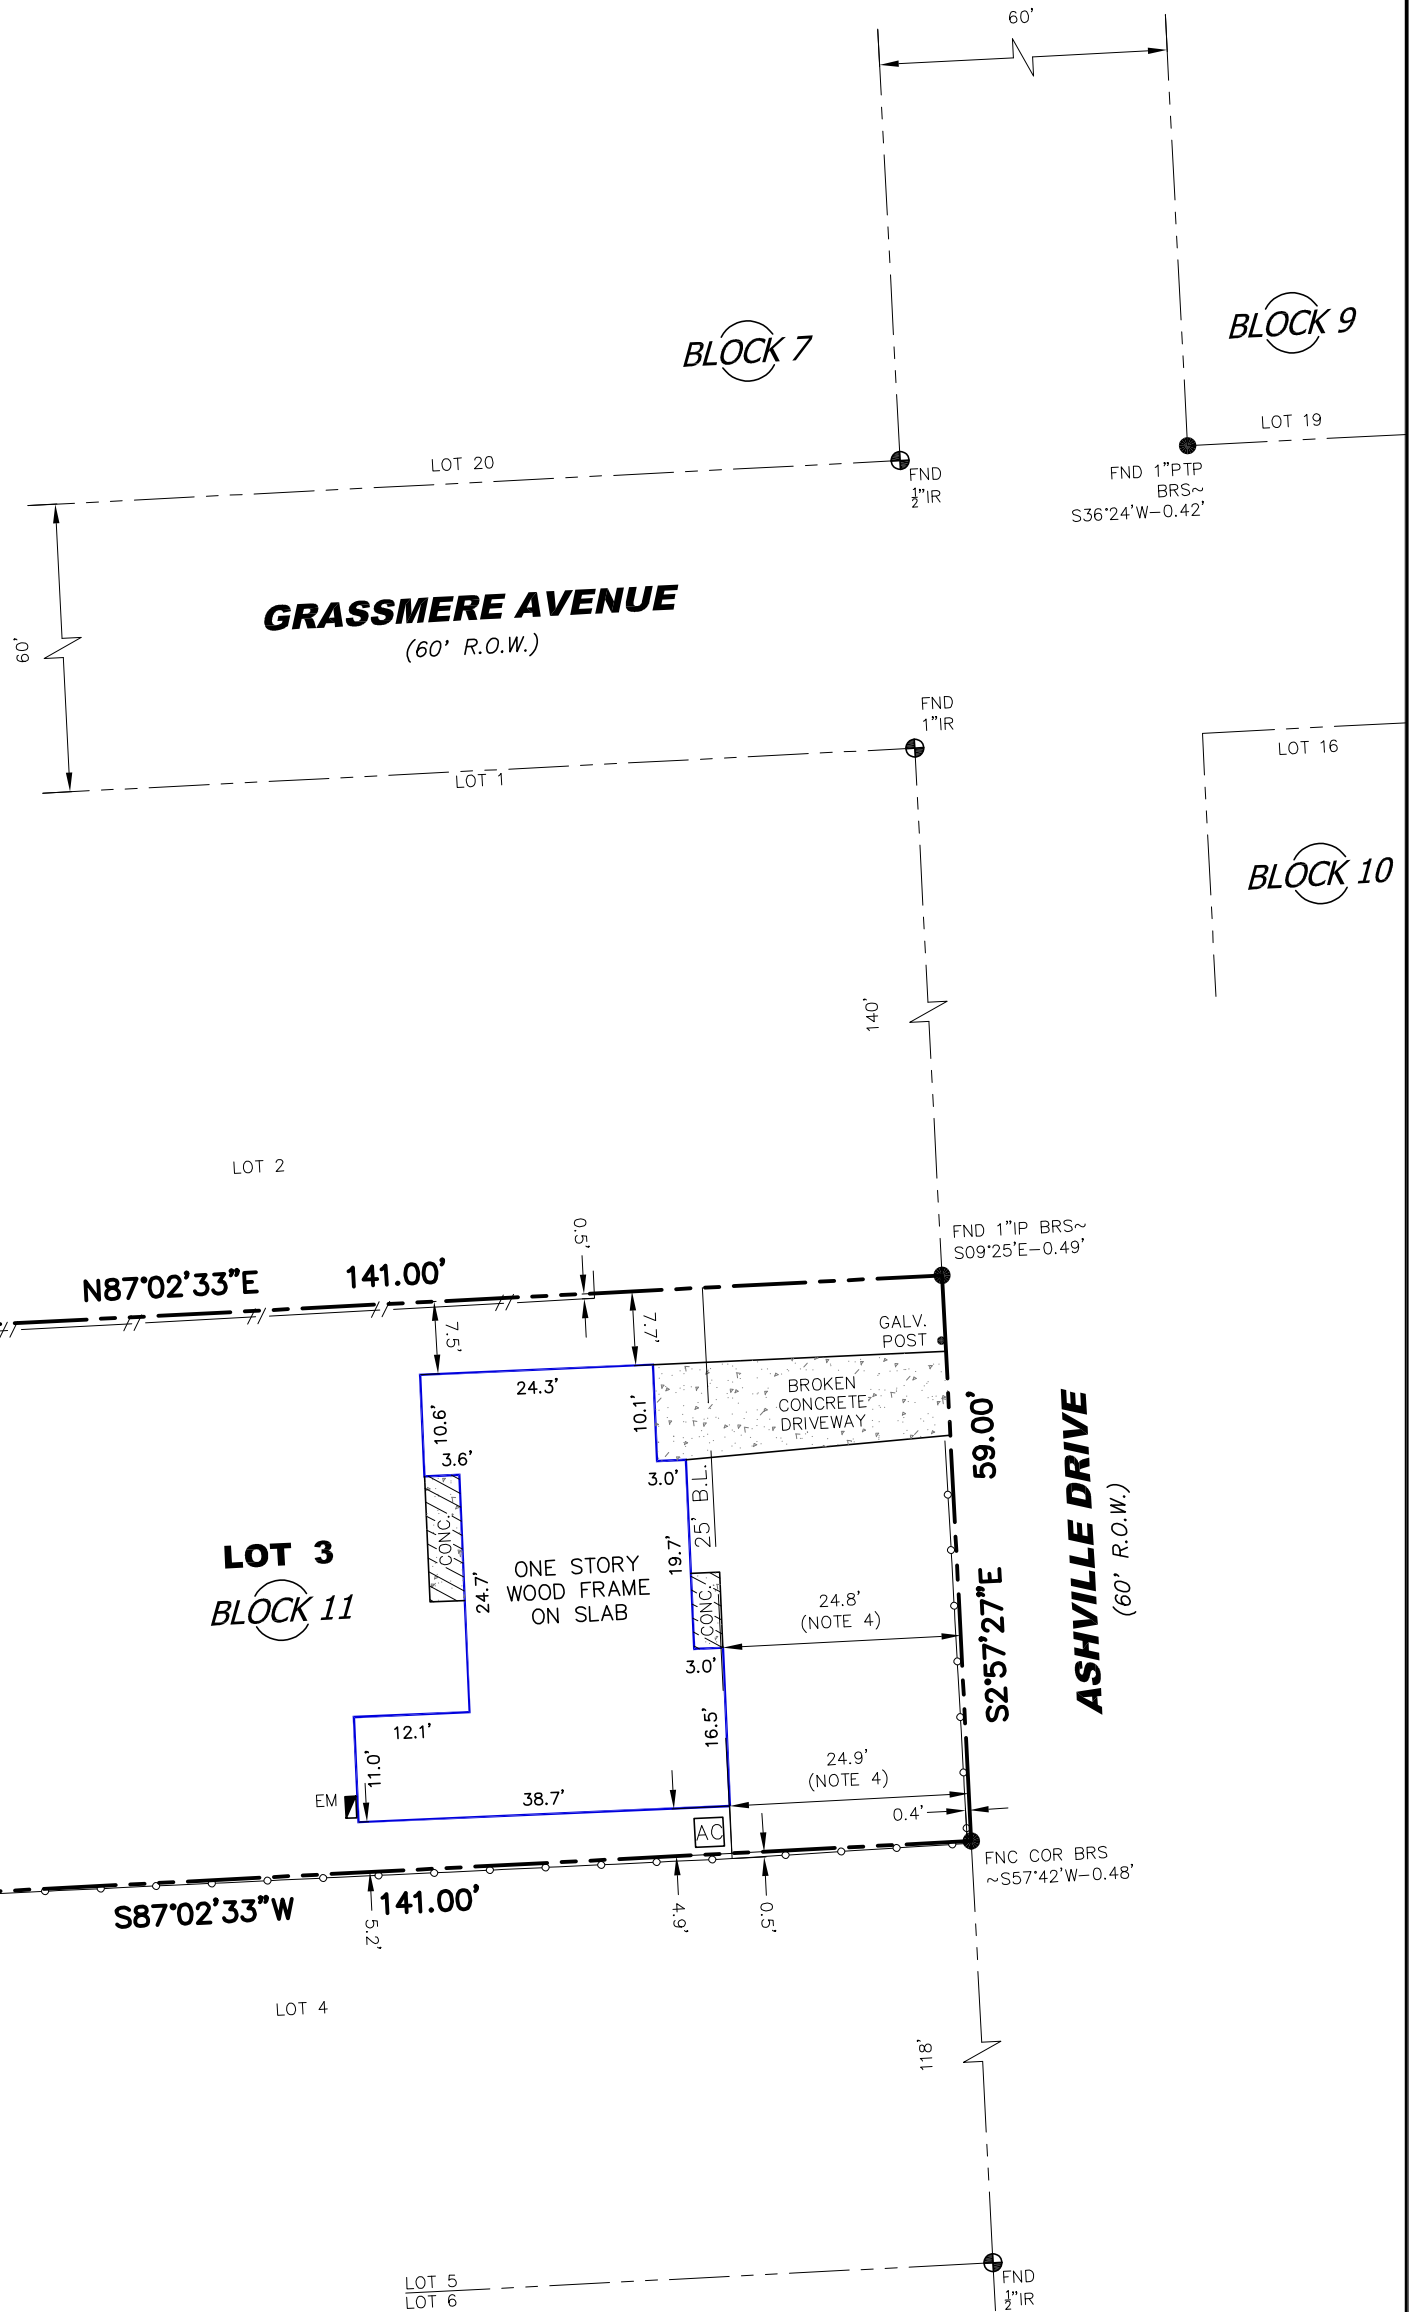 60'
BLOCK 7
BLOCK 9
LOT 19
LOT 20
FND
½"IR
FND 1"PTP
BRS~
S36°24'W-0.42'
GRASSMERE AVENUE
(60' R.O.W.)
60'
FND
1"IR
LOT 1
LOT 16
BLOCK 10
140'
LOT 2
FND 1"IP BRS~
S09°25'E-0.49'
0.5'
N87°02'33"E
141.00'
7.5'
7.7'
GALV.
POST
24.3'
BROKEN
CONCRETE
DRIVEWAY
10.6'
10.1'
3.6'
3.0'
59.00'
25' B.L.
CONC.
19.7'
LOT 3
BLOCK 11
ONE STORY
WOOD FRAME
ON SLAB
24.7'
CONC.
24.8'
(NOTE 4)
ASHVILLE DRIVE
(60' R.O.W.)
S2°57'27"E
3.0'
12.1'
16.5'
11.0'
24.9'
(NOTE 4)
EM
38.7'
0.4'
AC
FNC COR BRS
~S57°42'W-0.48'
S87°02'33"W
141.00'
5.2'
4.9'
0.5'
LOT 4
118'
LOT 5
LOT 6
FND
½"IR